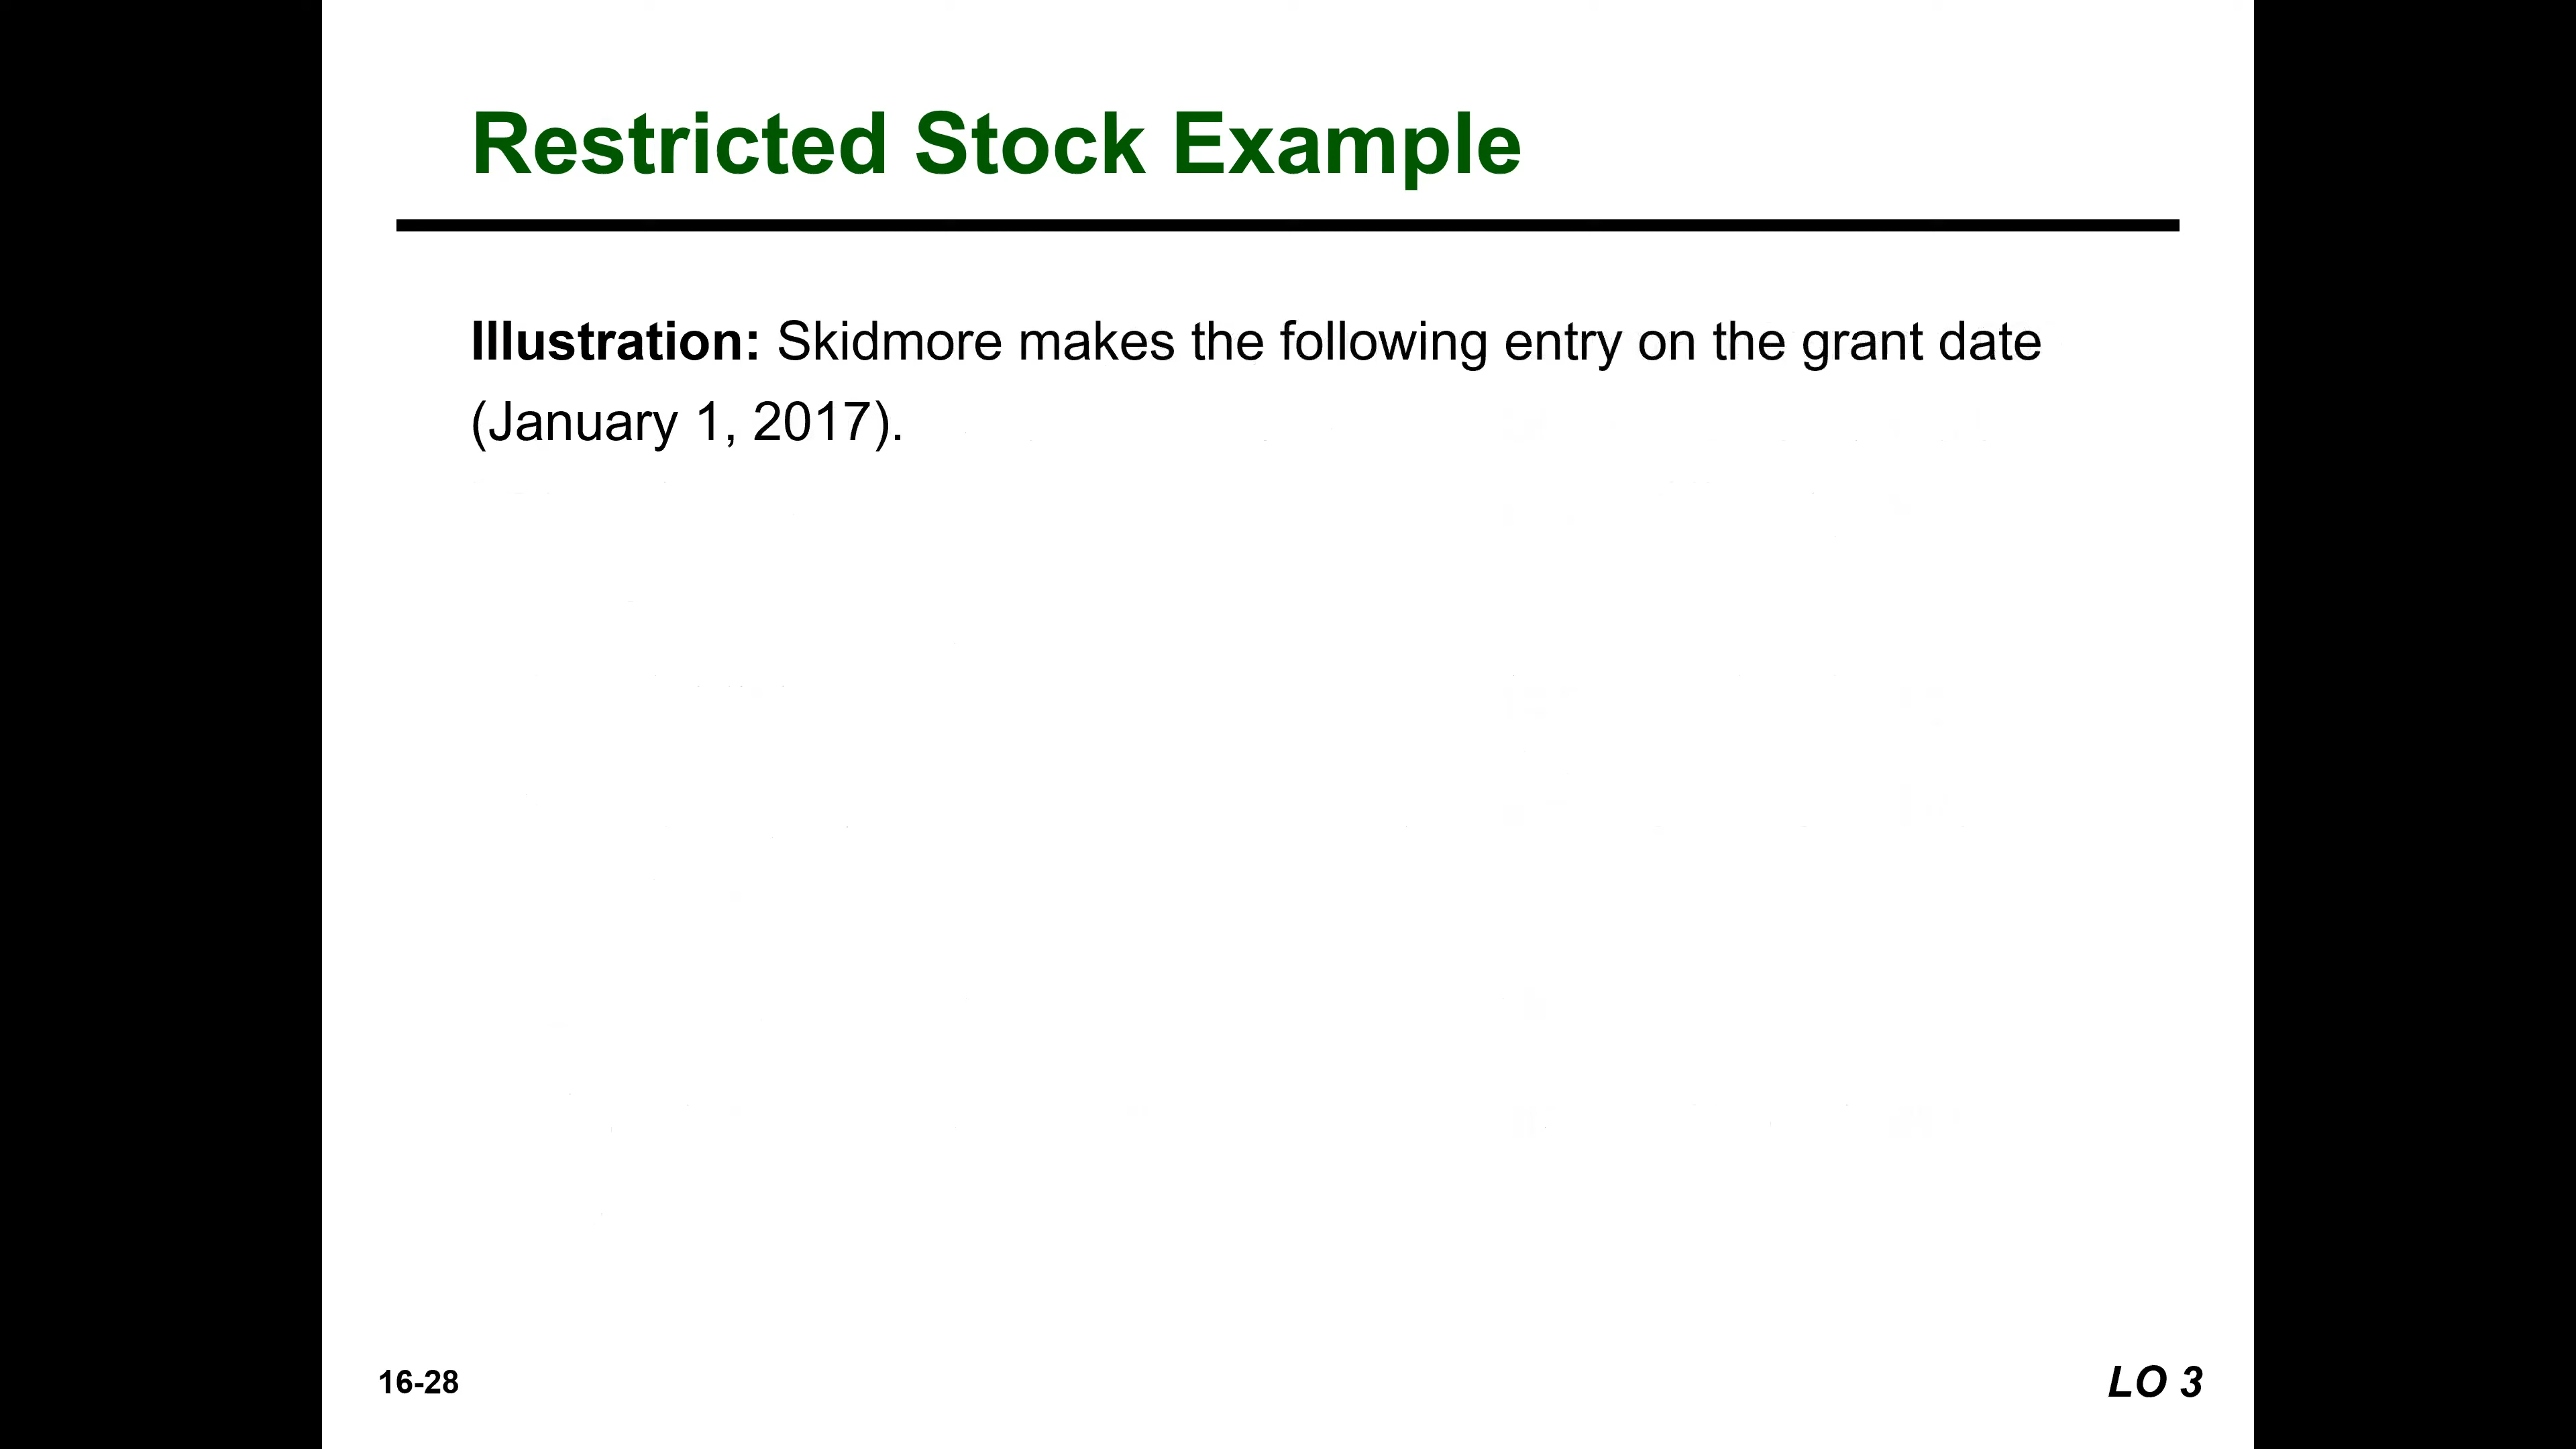 Restricted Stock Example
Illustration: Skidmore makes the following entry on the grant date
(January 1, 2017).
16-28
LO 3